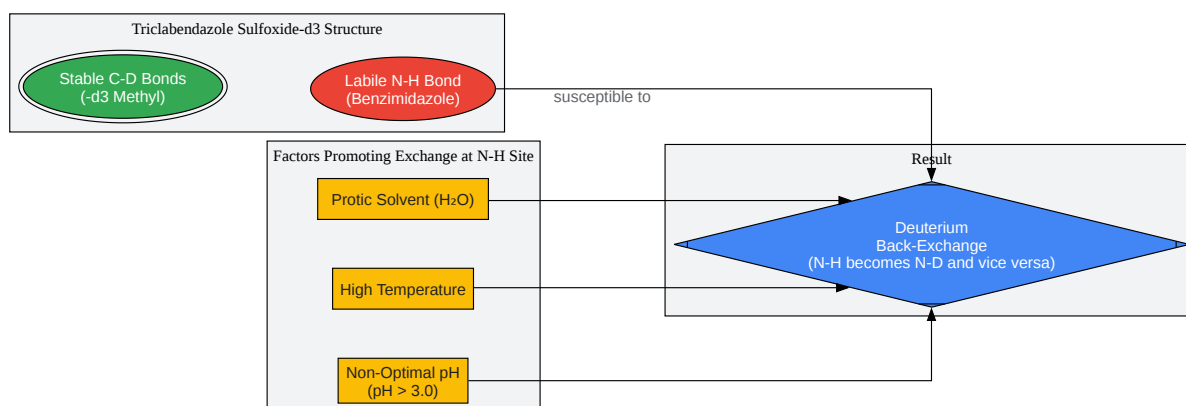 Triclabendazole Sulfoxide-d3 Structure
Stable C-D Bonds
(-d3 Methyl)
Labile N-H Bond
(Benzimidazole)
susceptible to
Factors Promoting Exchange at N-H Site
Protic Solvent (H₂O)
High Temperature
Non-Optimal pH
(pH > 3.0)
Result
Deuterium
Back-Exchange
(N-H becomes N-D and vice versa)